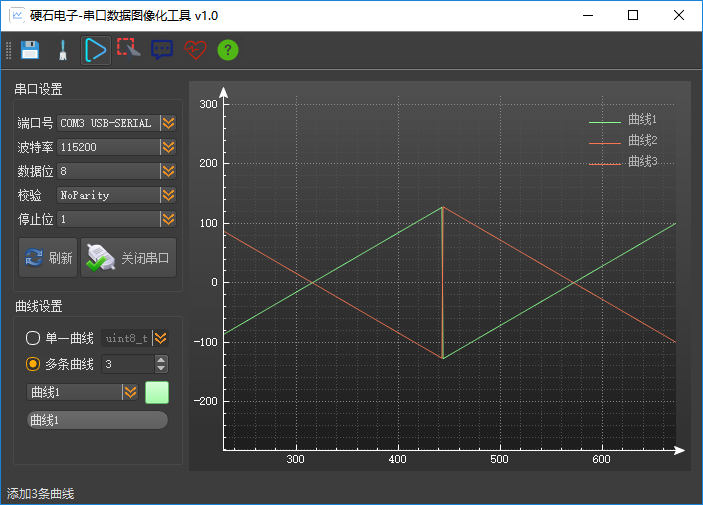 硬石电子-串口数据图像化工具 v1.0
串口设置
端口号 COM3 USB-SERIAL
波特率 115200
数据位 8
校验 NoParity
停止位 1
刷新 关闭串口
曲线设置
单一曲线 uint8_t
多条曲线 3
曲线1
曲线1
300
200
100
0
-100
-200
300 400 500 600
曲线1
曲线2
曲线3
添加3条曲线